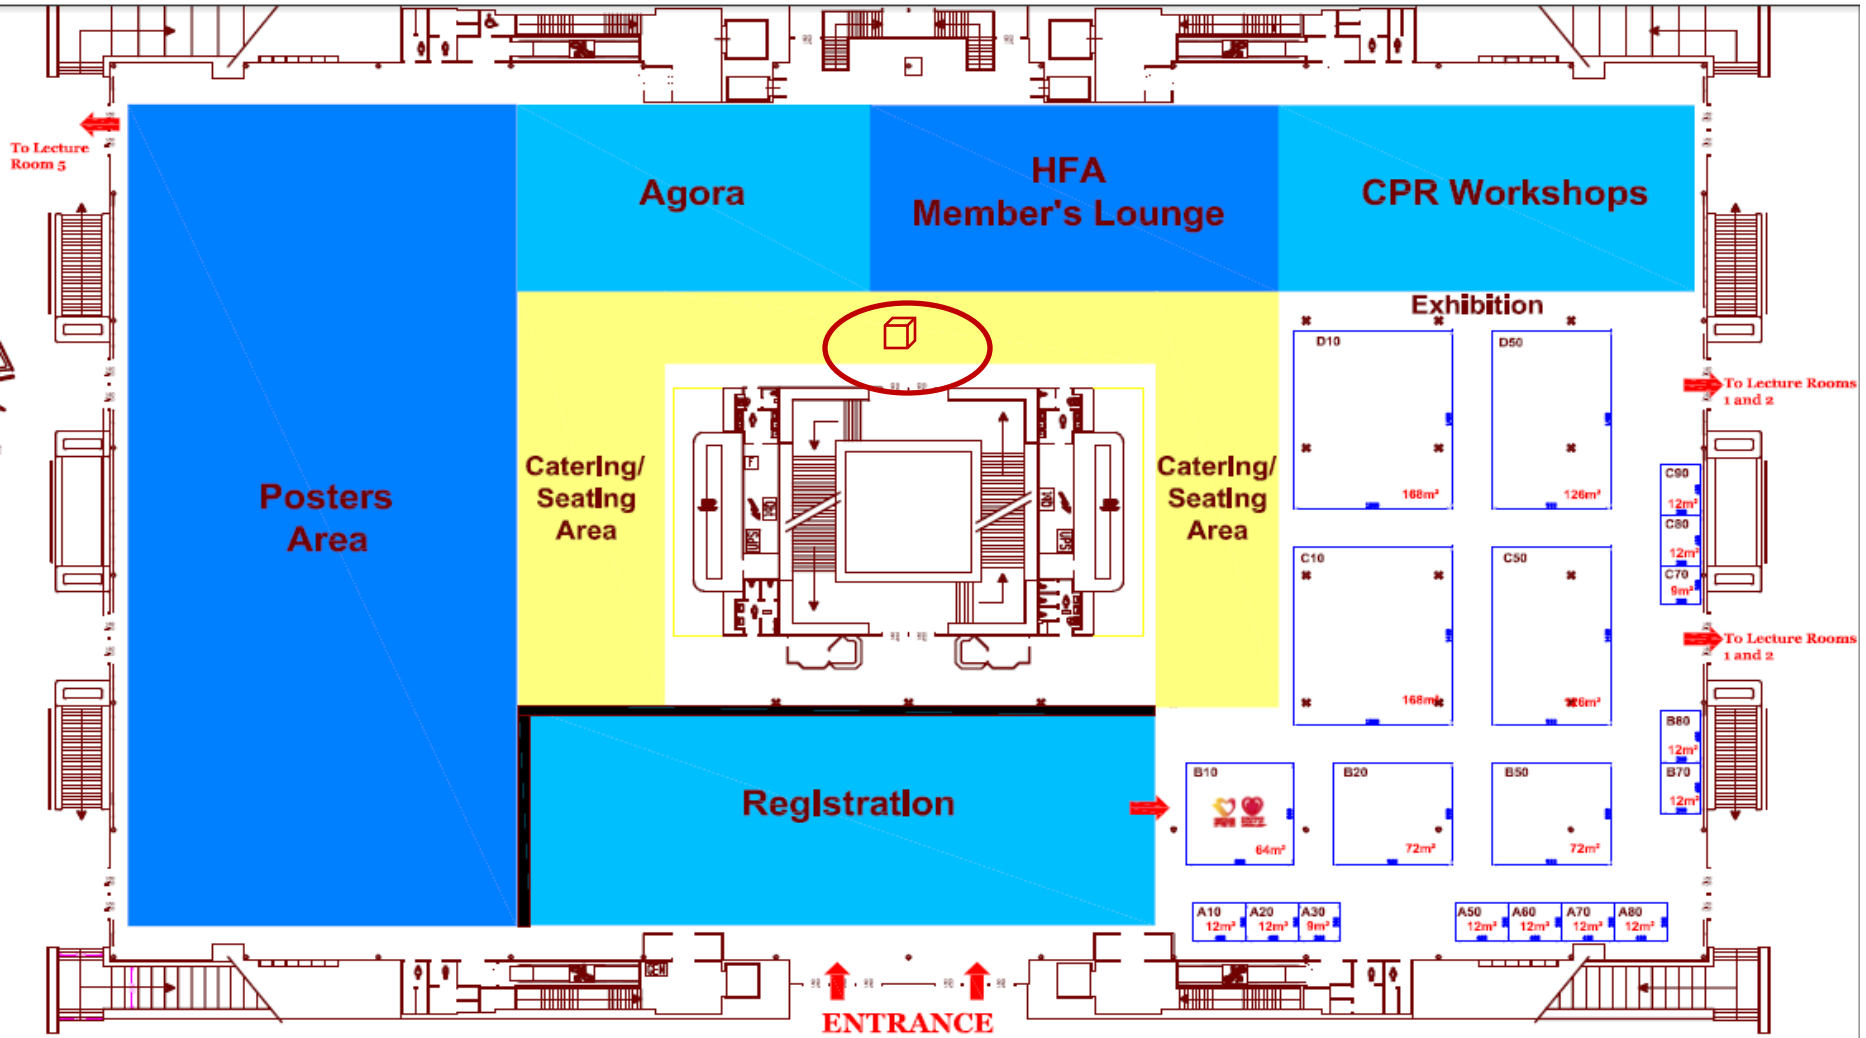 To Lecture
Room 5
Agora
HFA
Member's Lounge
CPR Workshops
Exhibition
D10
168m²
D50
126m²
To Lecture Rooms
1 and 2
Posters
Area
Catering/
Seating
Area
Catering/
Seating
Area
F
UPS
C90
12m²
C80
12m²
C70
9m²
C10
168m²
C50
To Lecture Rooms
1 and 2
Registration
B10
64m²
B20
72m²
B50
72m²
B80
12m²
B70
12m²
A10
12m²
A20
12m²
A30
9m²
A50
12m²
A60
12m²
A70
12m²
A80
12m²
GEN
ENTRANCE